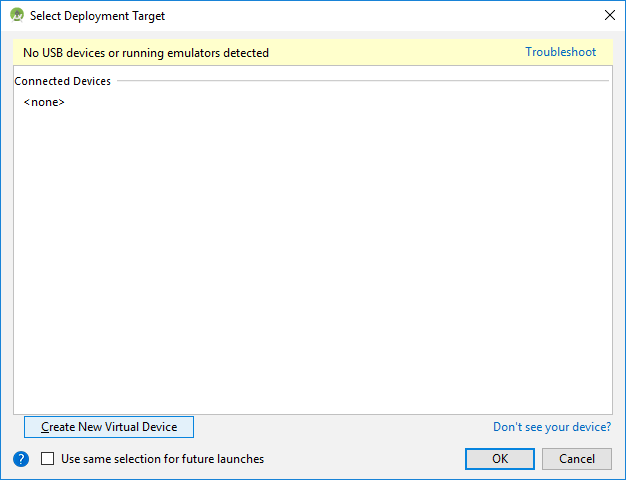 Select Deployment Target
No USB devices or running emulators detected Troubleshoot
Connected Devices
<none>
Create New Virtual Device Don't see your device?
? Use same selection for future launches OK Cancel